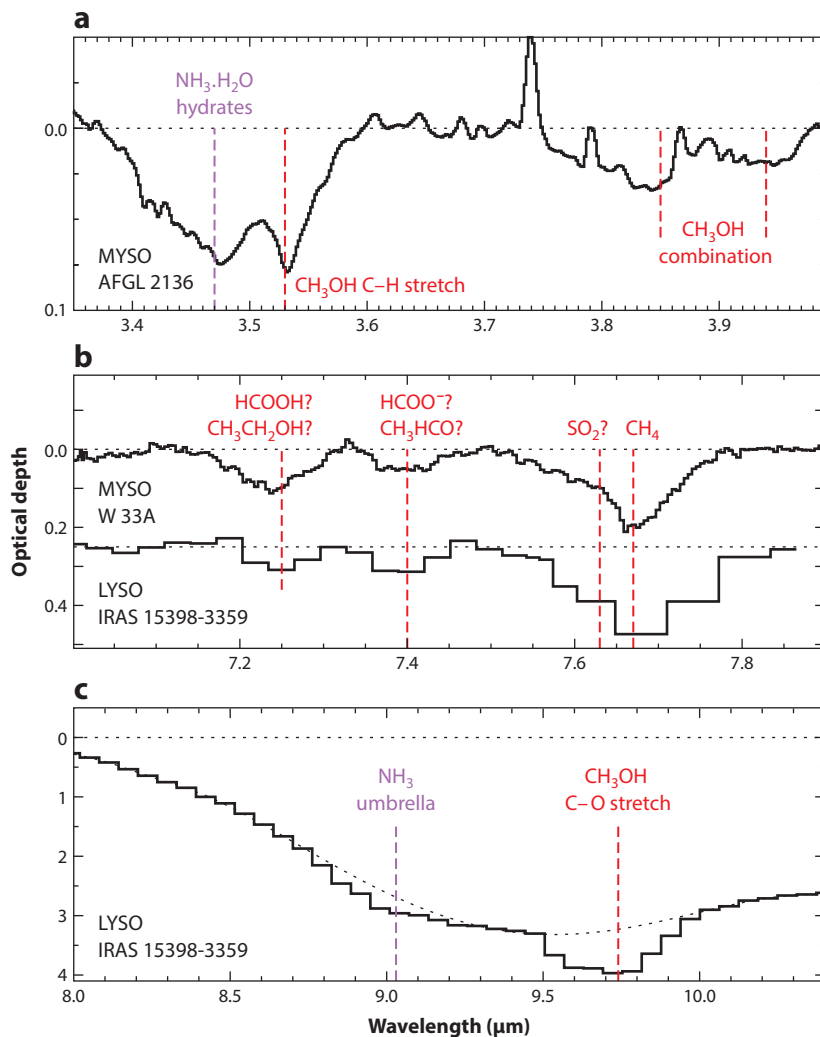 a
NH₃.H₂O
hydrates
0.0
MYSO
AFGL 2136
CH₃OH C–H stretch
CH₃OH
combination
0.1
3.4 3.5 3.6 3.7 3.8 3.9
b
HCOOH?
CH₃CH₂OH?
HCOO⁻?
CH₃HCO?
SO₂? CH₄
0.0
MYSO
W 33A
0.2
LYSO
IRAS 15398-3359
0.4
Optical depth
7.2 7.4 7.6 7.8
c
0
NH₃
umbrella
CH₃OH
C–O stretch
1
2
3
LYSO
IRAS 15398-3359
4
8.0 8.5 9.0 9.5 10.0
Wavelength (μm)